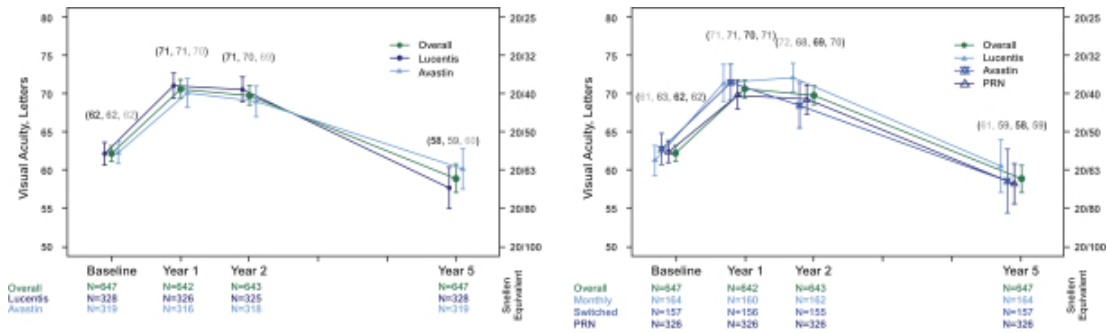 80
75
70
65
60
55
50
Visual Acuity, Letters
(62, 62, 62)
(71, 71, 70)
(71, 70, 69)
(58, 59, 60)
Overall
Lucentis
Avastin
20/25
20/32
20/40
20/50
20/63
20/80
20/100
Snellen
Equivalent
Baseline Year 1 Year 2 Year 5
Overall N=647 N=642 N=643 N=647
Lucentis N=328 N=326 N=325 N=328
Avastin N=319 N=316 N=318 N=319
80
75
70
65
60
55
50
Visual Acuity, Letters
(61, 63, 62, 62)
(71, 71, 70, 71)
(72, 68, 69, 70)
(61, 59, 58, 59)
Overall
Lucentis
Avastin
PRN
20/25
20/32
20/40
20/50
20/63
20/80
20/100
Snellen
Equivalent
Baseline Year 1 Year 2 Year 5
Overall N=647 N=642 N=643 N=647
Monthly N=164 N=160 N=162 N=164
Switched N=157 N=156 N=155 N=157
PRN N=326 N=326 N=326 N=326